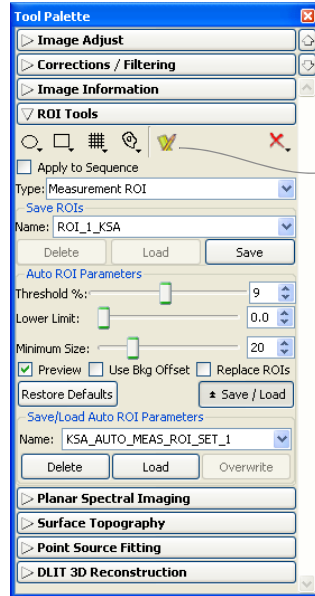 Tool Palette
Image Adjust
Corrections / Filtering
Image Information
ROI Tools
Apply to Sequence
Type: Measurement ROI
Save ROIs
Name: ROI_1_KSA
Delete Load Save
Auto ROI Parameters
Threshold %: 9
Lower Limit: 0.0
Minimum Size: 20
Preview Use Bkg Offset Replace ROIs
Restore Defaults Save / Load
Save/Load Auto ROI Parameters
Name: KSA_AUTO_MEAS_ROI_SET_1
Delete Load Overwrite
Planar Spectral Imaging
Surface Topography
Point Source Fitting
DLIT 3D Reconstruction